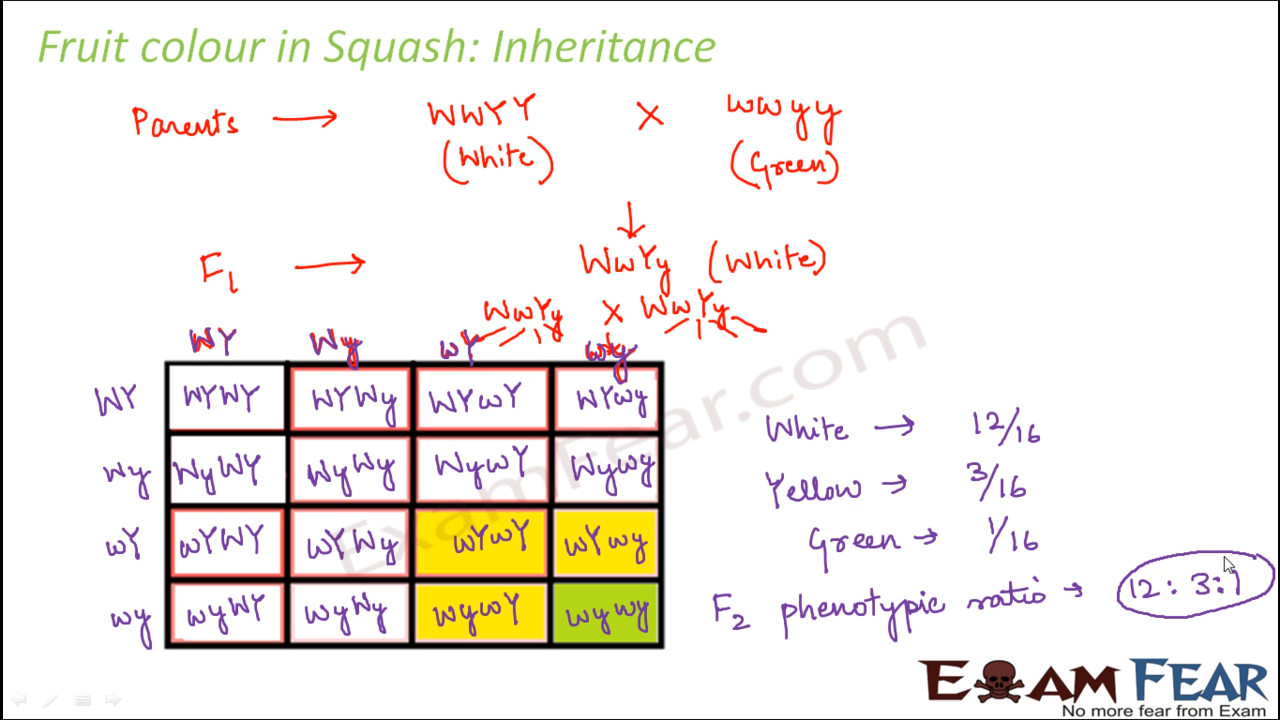 Fruit colour in Squash: Inheritance
Parents → WWYY X wwyy
(White) (Green)
↓
F1 → WwYy (White)
WwYy X WwYy
WY Wy wY wy
WY WYWY WYWy WYwY WYwy
Wy WyWY WyWy WywY Wywy
wY wYWY wYWy wYwY wYwy
wy wyWY wyWy wywY wywy
White → 12/16
Yellow → 3/16
Green → 1/16
F2 phenotypic ratio → 12:3:1
ExamFear.com
EXAM FEAR
No more fear from Exam